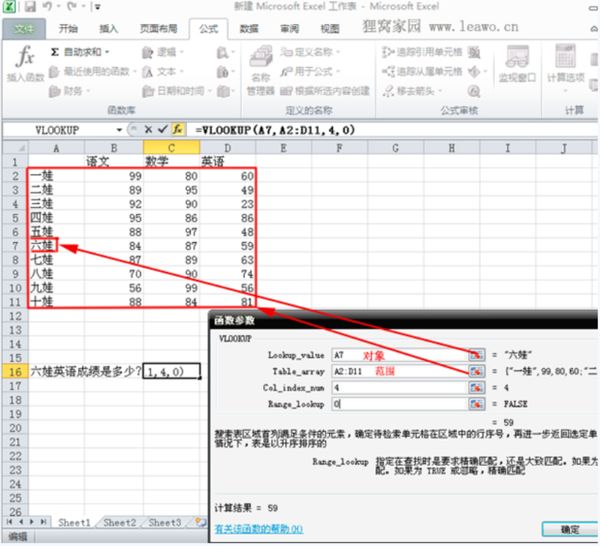 新建 Microsoft Excel 工作表 - Microsoft Excel
狸窝家园 www.leawo.cn
文件 开始 插入 页面布局 公式 数据 审阅 视图
fx 插入函数
Σ 自动求和
最近使用的函数
财务
逻辑
文本
日期和时间
函数库
名称管理器
定义名称
用于公式
根据所选内容创建
定义的名称
追踪引用单元格
追踪从属单元格
移去箭头
公式审核
监视窗口
计算选项
计算
VLOOKUP =VLOOKUP(A7,A2:D11,4,0)
A B C D E F G H I J
1 语文 数学 英语
2 一娃 99 80 60
3 二娃 89 95 49
4 三娃 92 90 23
5 四娃 95 86 86
6 五娃 88 97 48
7 六娃 84 87 59
8 七娃 87 89 63
9 八娃 70 90 74
10 九娃 56 99 56
11 十娃 88 84 81
12
13
14
15
16 六娃英语成绩是多少? 1,4,0)
17
18
19
20
21
22
23
24
25
26
函数参数
VLOOKUP
Lookup_value A7 对象 = "六娃"
Table_array A2:D11 范围 = {"一娃",99,80,60;"二
Col_index_num 4 = 4
Range_lookup 0 = FALSE
= 59
搜索表区域首列满足条件的元素，确定待检索单元格在区域中的行序号，再进一步返回选定单
情况下，表是以升序排序的
Range_lookup 指定在查找时是要求精确匹配，还是大致匹配。如果为
配。如果为 TRUE 或忽略，精确匹配
计算结果 = 59
有关该函数的帮助(H)
确定
Sheet1 Sheet2 Sheet3
编辑